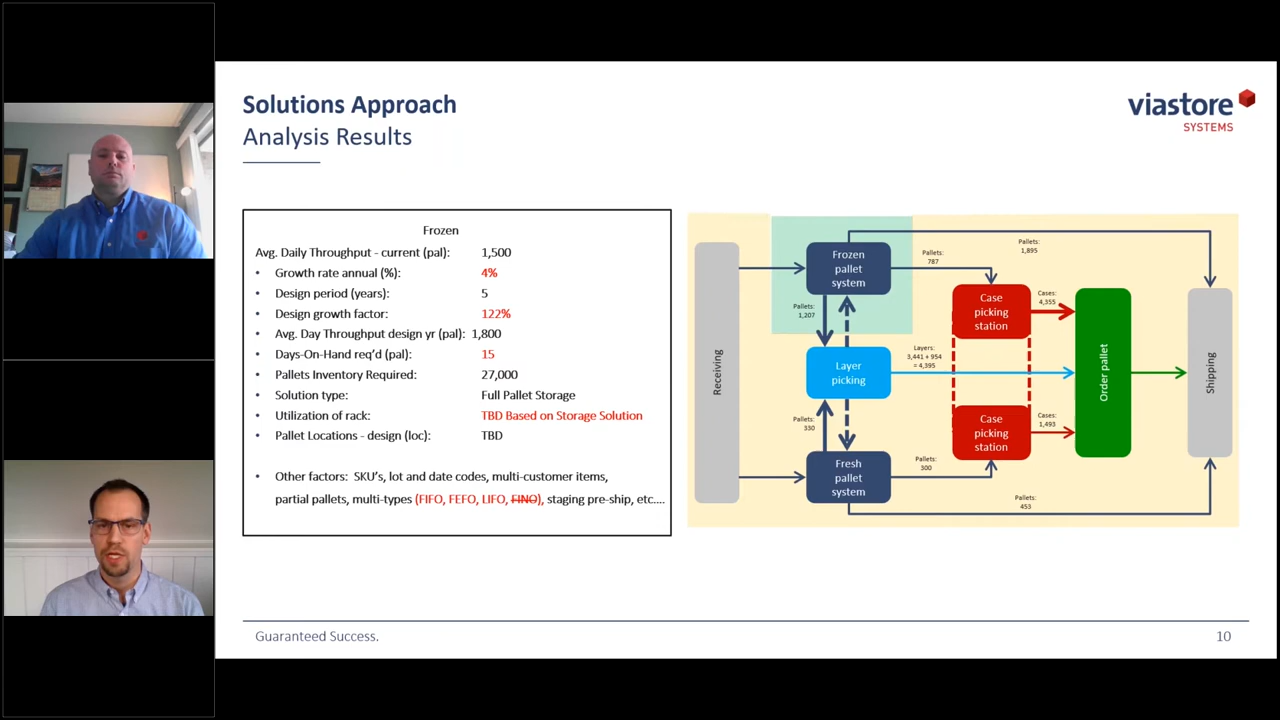 Solutions Approach
Analysis Results
viastore
SYSTEMS
Frozen
Avg. Daily Throughput - current (pal): 1,500
• Growth rate annual (%): 4%
• Design period (years): 5
• Design growth factor: 122%
• Avg. Day Throughput design yr (pal): 1,800
• Days-On-Hand req'd (pal): 15
• Pallets Inventory Required: 27,000
• Solution type: Full Pallet Storage
• Utilization of rack: TBD Based on Storage Solution
• Pallet Locations - design (loc): TBD
• Other factors: SKU's, lot and date codes, multi-customer items,
partial pallets, multi-types (FIFO, FEFO, LIFO, FINO), staging pre-ship, etc....
Receiving
Frozen
pallet
system
Pallets:
787
Pallets:
1,895
Pallets:
1,207
Case
picking
station
Cases:
4,355
Layer
picking
Layers:
3,441 + 954
= 4,395
Order pallet
Shipping
Pallets:
330
Case
picking
station
Cases:
1,493
Fresh
pallet
system
Pallets:
300
Pallets:
453
Guaranteed Success.
10